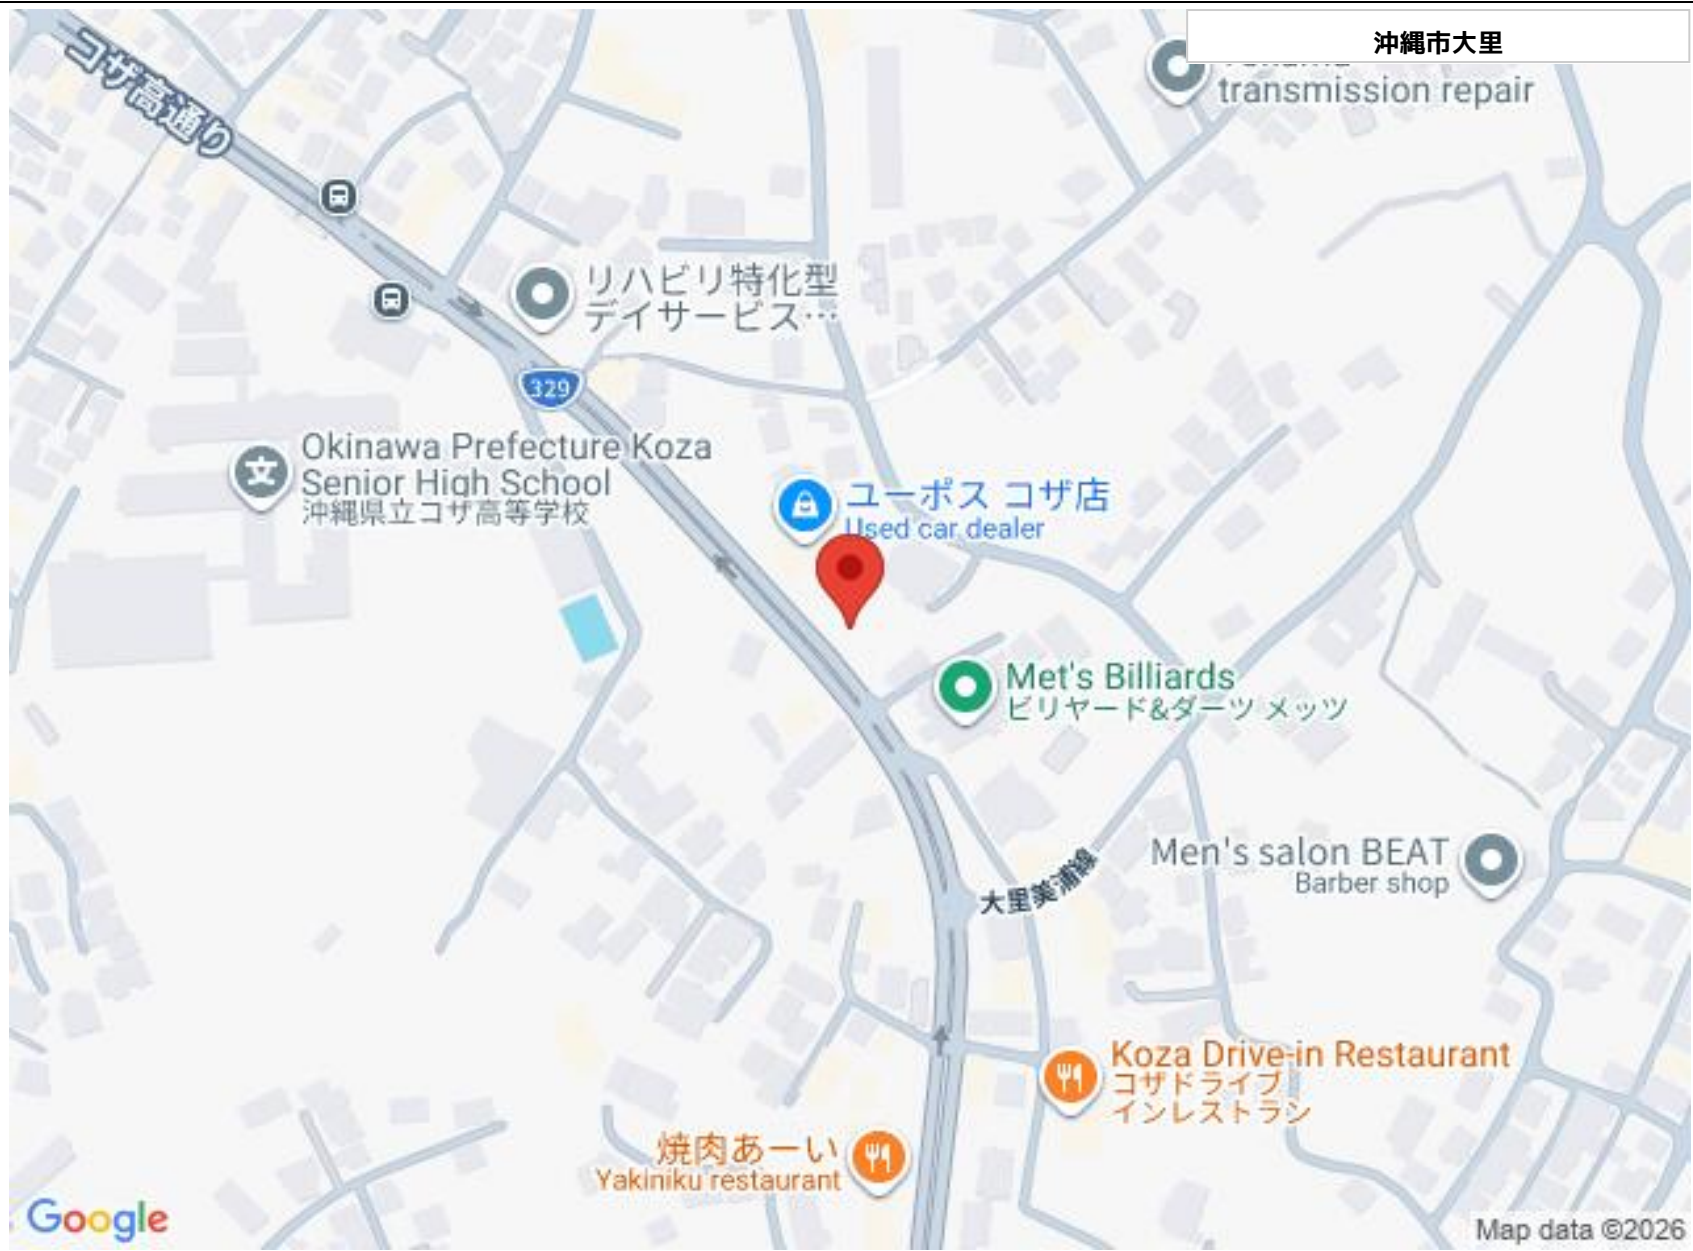 沖縄市大里
transmission repair
コザ高通り
リハビリ特化型
デイサービス…
329
Okinawa Prefecture Koza
Senior High School
沖縄県立コザ高等学校
ユーポス コザ店
Used car dealer
Met's Billiards
ビリヤード&ダーツ メッツ
Men's salon BEAT
Barber shop
大里美浦線
Koza Drive-in Restaurant
コザドライブ
インレストラン
焼肉あーい
Yakiniku restaurant
Google
Map data ©2026